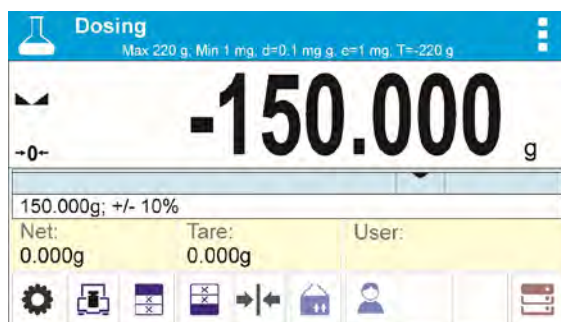 Dosing
Max 220 g, Min 1 mg, d=0.1 mg g, e=1 mg, T=-220 g
-150.000 g
→0←
150.000g; +/- 10%
Net: Tare: User:
0.000g 0.000g